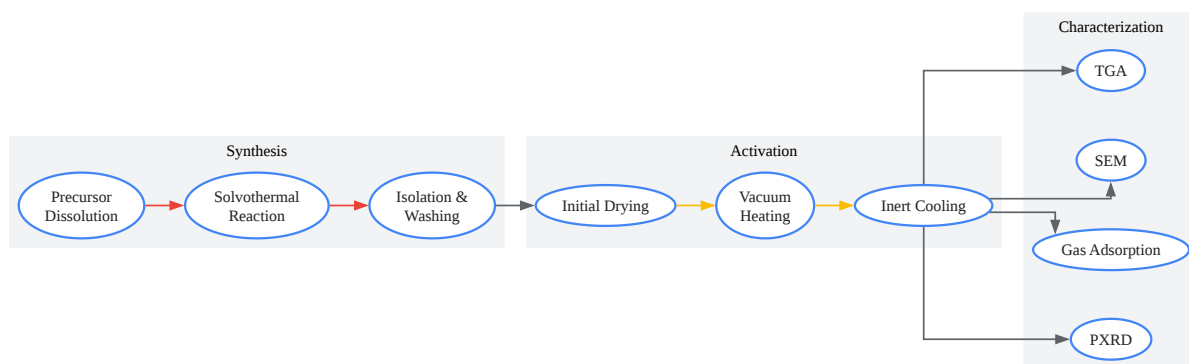 Synthesis
Precursor
Dissolution
Solvothermal
Reaction
Isolation &
Washing
Activation
Initial Drying
Vacuum
Heating
Inert Cooling
Characterization
TGA
SEM
Gas Adsorption
PXRD